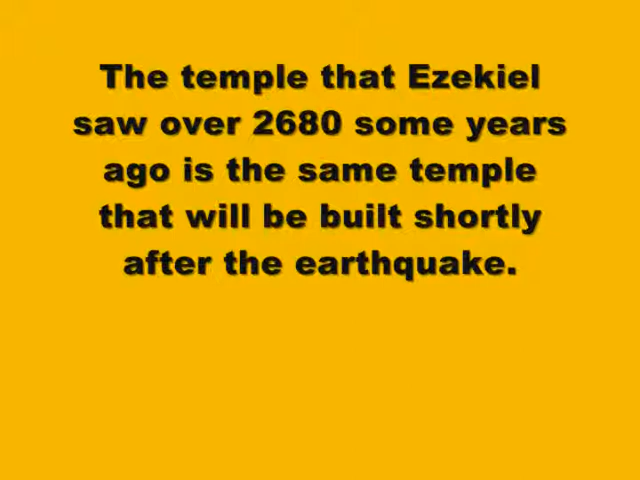 The temple that Ezekiel
saw over 2680 some years
ago is the same temple
that will be built shortly
after the earthquake.